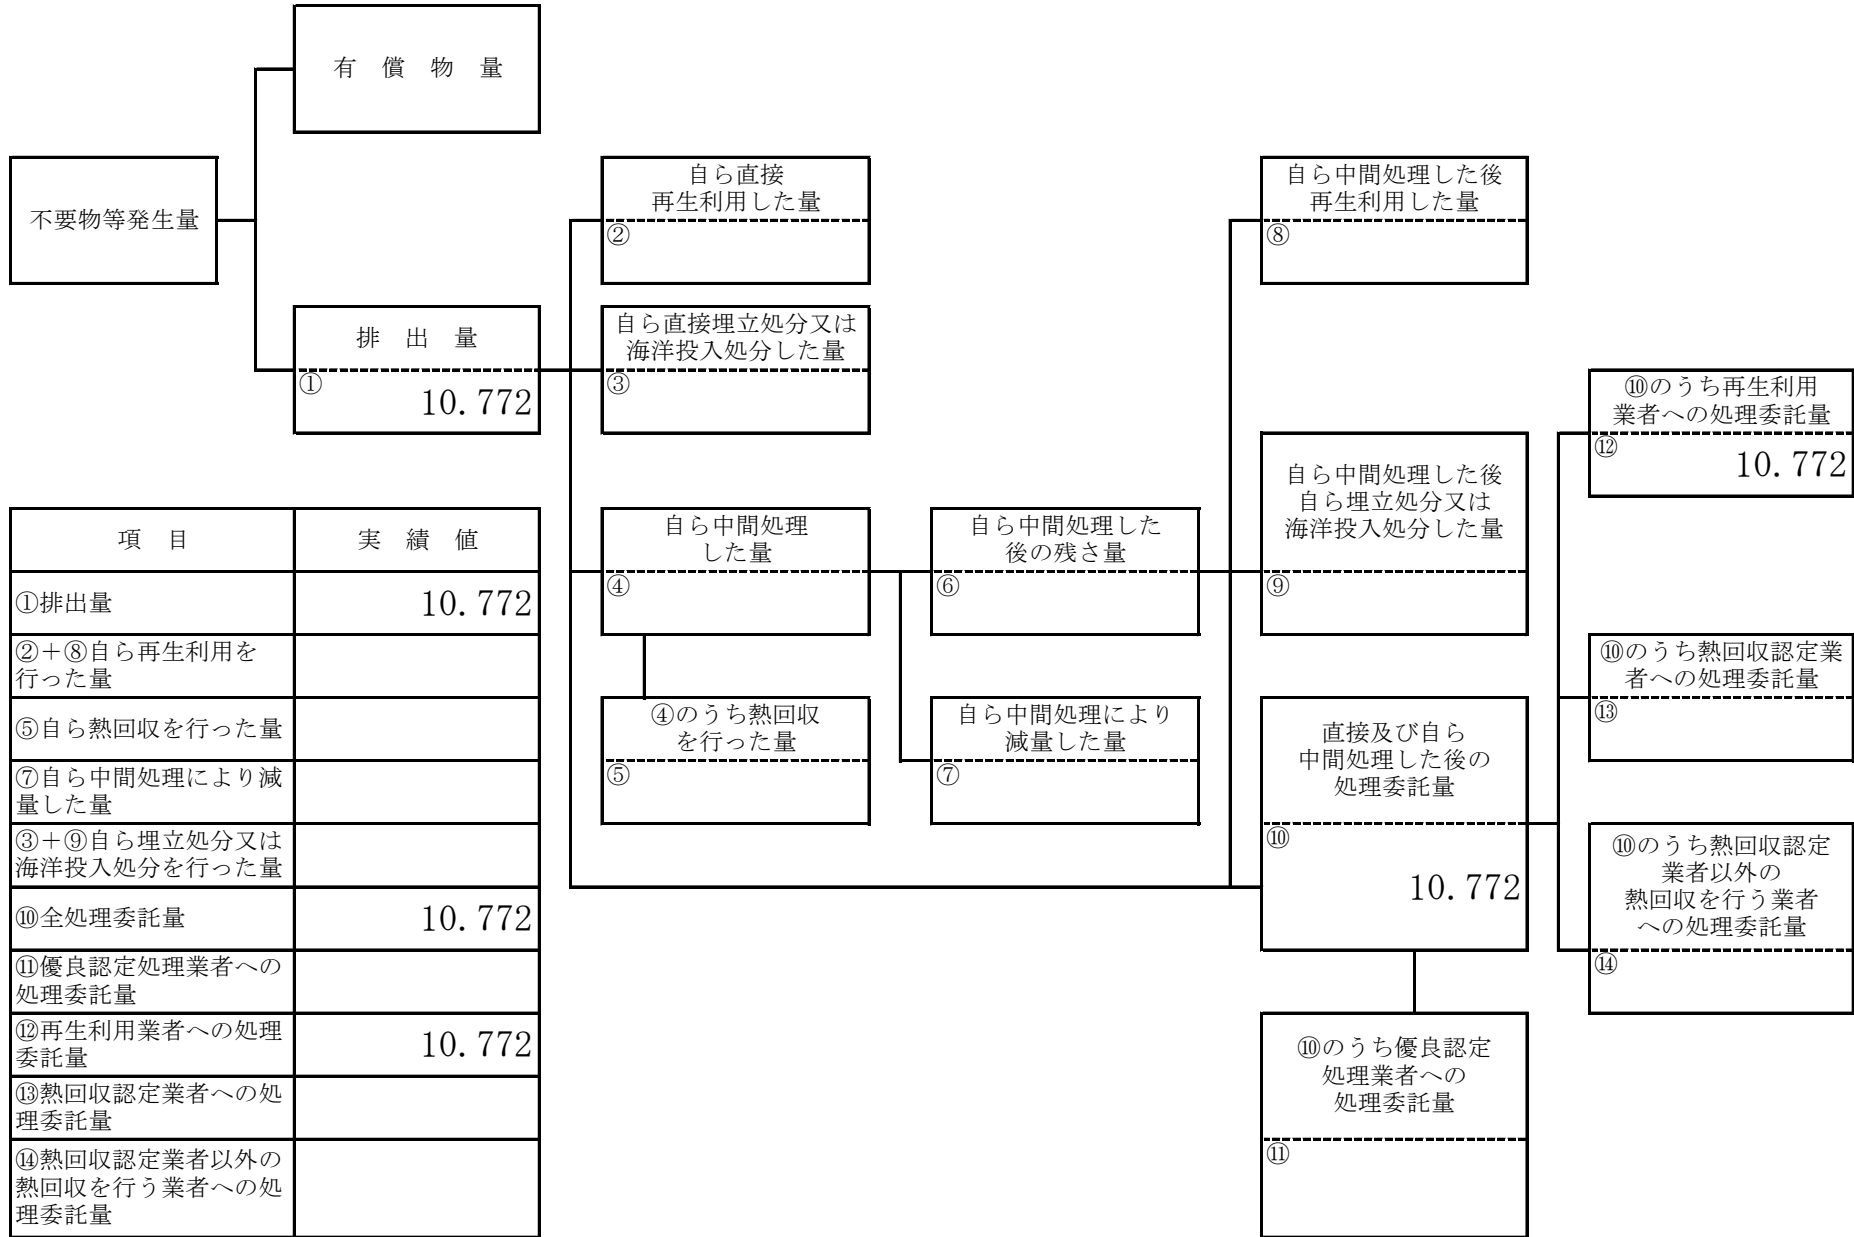 有 償 物 量
不要物等発生量
排 出 量
①
10.772
自ら直接
再生利用した量
②
自ら直接埋立処分又は
海洋投入処分した量
③
自ら中間処理
した量
④
④のうち熱回収
を行った量
⑤
自ら中間処理した
後の残さ量
⑥
自ら中間処理により
減量した量
⑦
自ら中間処理した後
再生利用した量
⑧
自ら中間処理した後
自ら埋立処分又は
海洋投入処分した量
⑨
直接及び自ら
中間処理した後の
処理委託量
⑩
10.772
⑩のうち優良認定
処理業者への
処理委託量
⑪
⑩のうち再生利用
業者への処理委託量
⑫
10.772
⑩のうち熱回収認定業
者への処理委託量
⑬
⑩のうち熱回収認定
業者以外の
熱回収を行う業者
への処理委託量
⑭
項 目 実 績 値
①排出量 10.772
②＋⑧自ら再生利用を
行った量
⑤自ら熱回収を行った量
⑦自ら中間処理により減
量した量
③＋⑨自ら埋立処分又は
海洋投入処分を行った量
⑩全処理委託量 10.772
⑪優良認定処理業者への
処理委託量
⑫再生利用業者への処理
委託量 10.772
⑬熱回収認定業者への処
理委託量
⑭熱回収認定業者以外の
熱回収を行う業者への処
理委託量